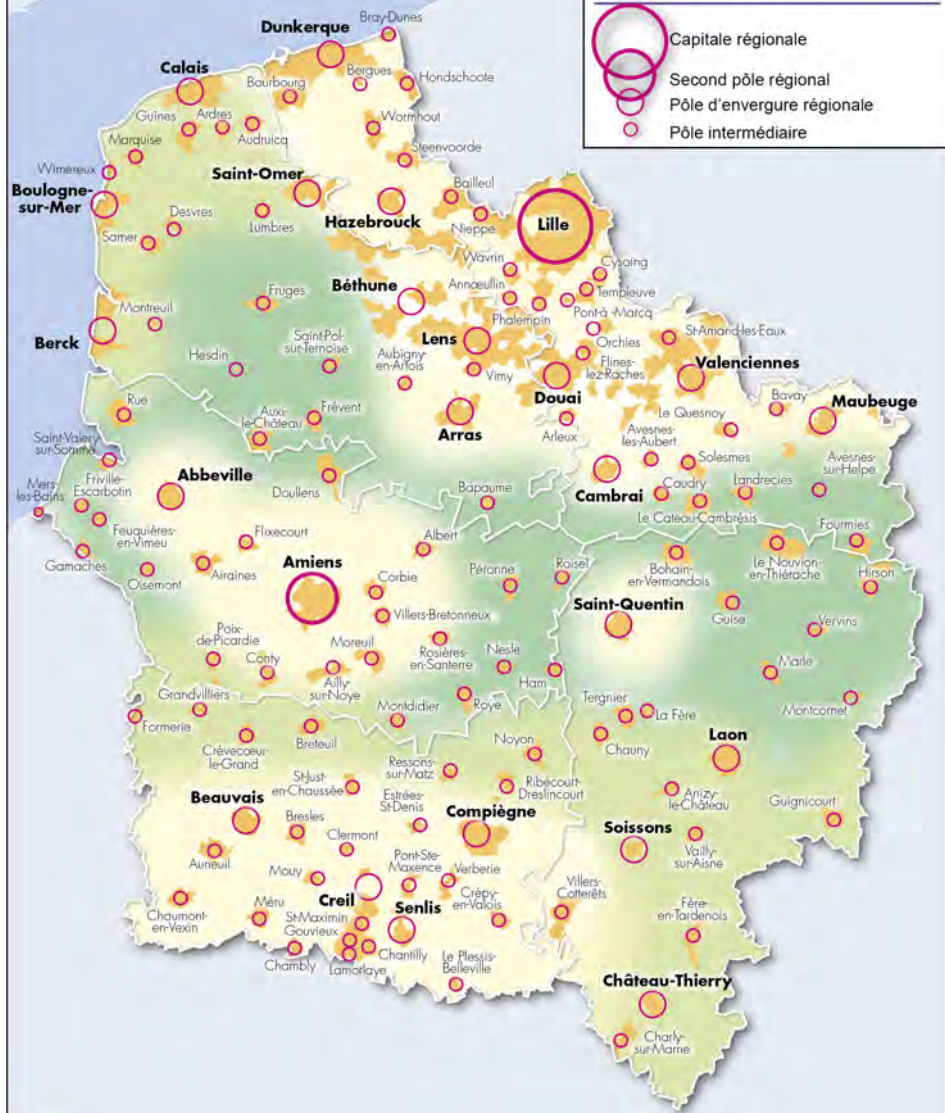 Capitale régionale
Second pôle régional
Pôle d'envergure régionale
Pôle intermédiaire
Bray-Dunes
Dunkerque
Calais
Bergues
Hondschoote
Bourbourg
Guînes
Ardres
Audruicq
Wormhout
Marquise
Steenvoorde
Wimereux
Saint-Omer
Bailleul
Boulogne-
sur-Mer
Desvres
Lumbres
Hazebrouck
Nieppe
Lille
Samer
Wavrin
Cysoing
Béthune
Annœullin
Templeuve
Fruges
Phalempin
Pont-à -Marcq
Montreuil
St-Amand-les-Eaux
Berck
Saint-Pol
sur-Ternoise
Lens
Orchies
Hesdin
Aubigny-
en-Artois
Vimy
Flines-
lez-Raches
Valenciennes
Douai
Rue
Auxi-
le-Château
Frévent
Arras
Arleux
Le Quesnoy
Bavay
Maubeuge
Avesnes-
les-Aubert
Saint-Valery
sur-Somme
Solesmes
Avesnes-
sur-Helpe
Friville-
Escarbotin
Abbeville
Cambrai
Caudry
Landrecies
Mers-
les-Bains
Doullens
Bapaume
Le Cateau-Cambrésis
Feuquières-
en-Vimeu
Flixecourt
Albert
Fourmies
Gamaches
Oisemont
Airaines
Amiens
Corbie
Péronne
Roisel
Bohain-
en-Vermandois
Le Nouvion-
en-Thiérache
Hirson
Villers-Bretonneux
Saint-Quentin
Guise
Vervins
Poix-
de-Picardie
Conty
Moreuil
Rosières-
en-Santerre
Nesle
Ailly-
sur-Noye
Ham
Marle
Grandvilliers
Montdidier
Roye
Tergnier
La Fère
Montcornet
Formerie
Crèvecœur-
le-Grand
Breteuil
Noyon
Chauny
Laon
Ressons-
sur-Matz
St-Just-
en-Chaussée
Estrées-
St-Denis
Ribécourt-
Dreslincourt
Anizy-
le-Château
Guignicourt
Beauvais
Bresles
Compiègne
Soissons
Clermont
Vailly-
sur-Aisne
Auneuil
Pont-Ste-
Maxence
Verberie
Mouy
Villers-
Cotterêts
Creil
Crépy-
en-Valois
Fère-
en-Tardenois
Chaumont-
en-Vexin
Méru
St-Maximin
Senlis
Gouvieux
Chantilly
Chambly
Lamorlaye
Le Plessis-
Belleville
Château-Thierry
Charly-
sur-Marne